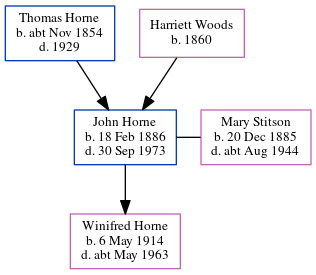 Thomas Horne
b. abt Nov 1854
d. 1929
Harriett Woods
b. 1860
John Horne
b. 18 Feb 1886
d. 30 Sep 1973
Mary Stitson
b. 20 Dec 1885
d. abt Aug 1944
Winifred Horne
b. 6 May 1914
d. abt May 1963